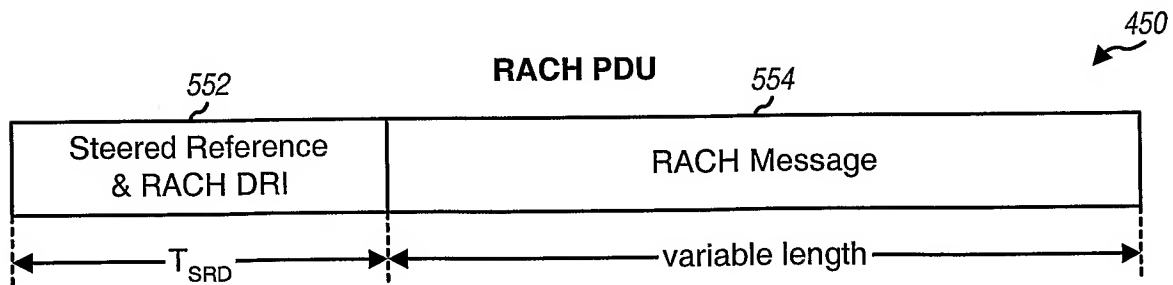 450
RACH PDU
552
554
Steered Reference
& RACH DRI
RACH Message
T_SRD
variable length